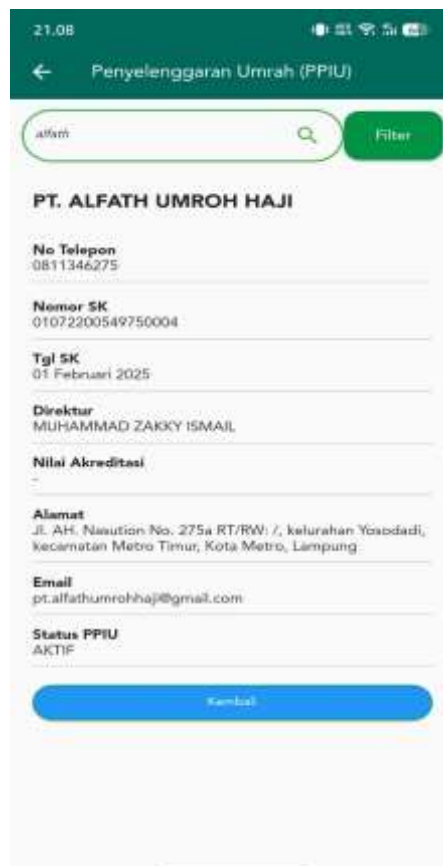 21.08
Penyelenggaran Umrah (PPIU)
alfath
Filter
PT. ALFATH UMROH HAJI
No Telepon
0811346275
Nomor SK
01072200549750004
Tgl SK
01 Februari 2025
Direktur
MUHAMMAD ZAKKY ISMAIL
Nilai Akreditasi
-
Alamat
Jl. AH. Nasution No. 275a RT/RW: /, kelurahan Yosodadi,
kecamatan Metro Timur, Kota Metro, Lampung
Email
pt.alfathumrohhaji@gmail.com
Status PPIU
AKTIF
Kembali